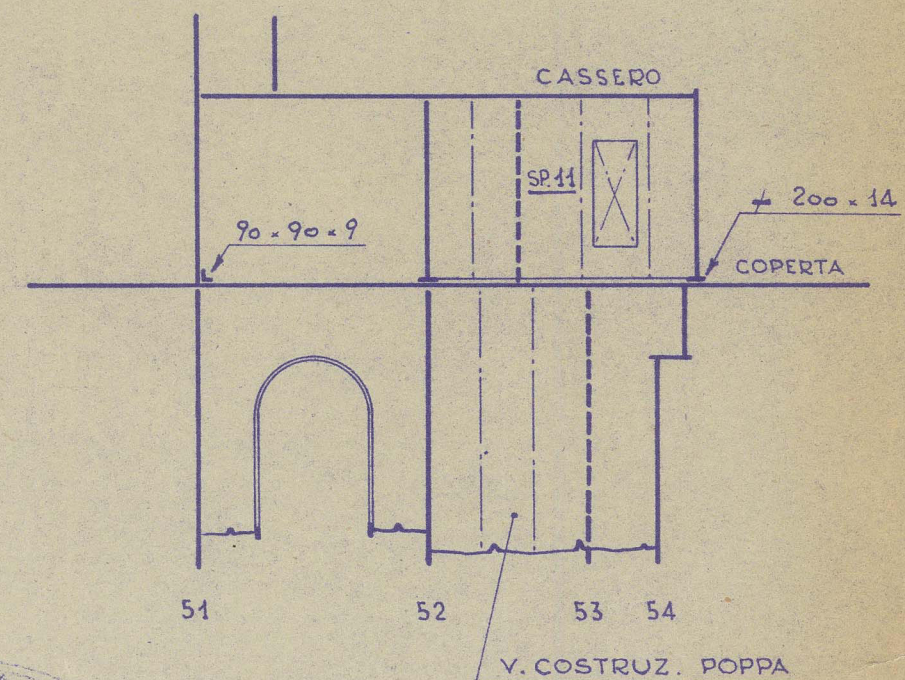 CASSERO
SP.11
200 × 14
90 × 90 × 9
COPERTA
51 52 53 54
V. COSTRUZ. POPPA